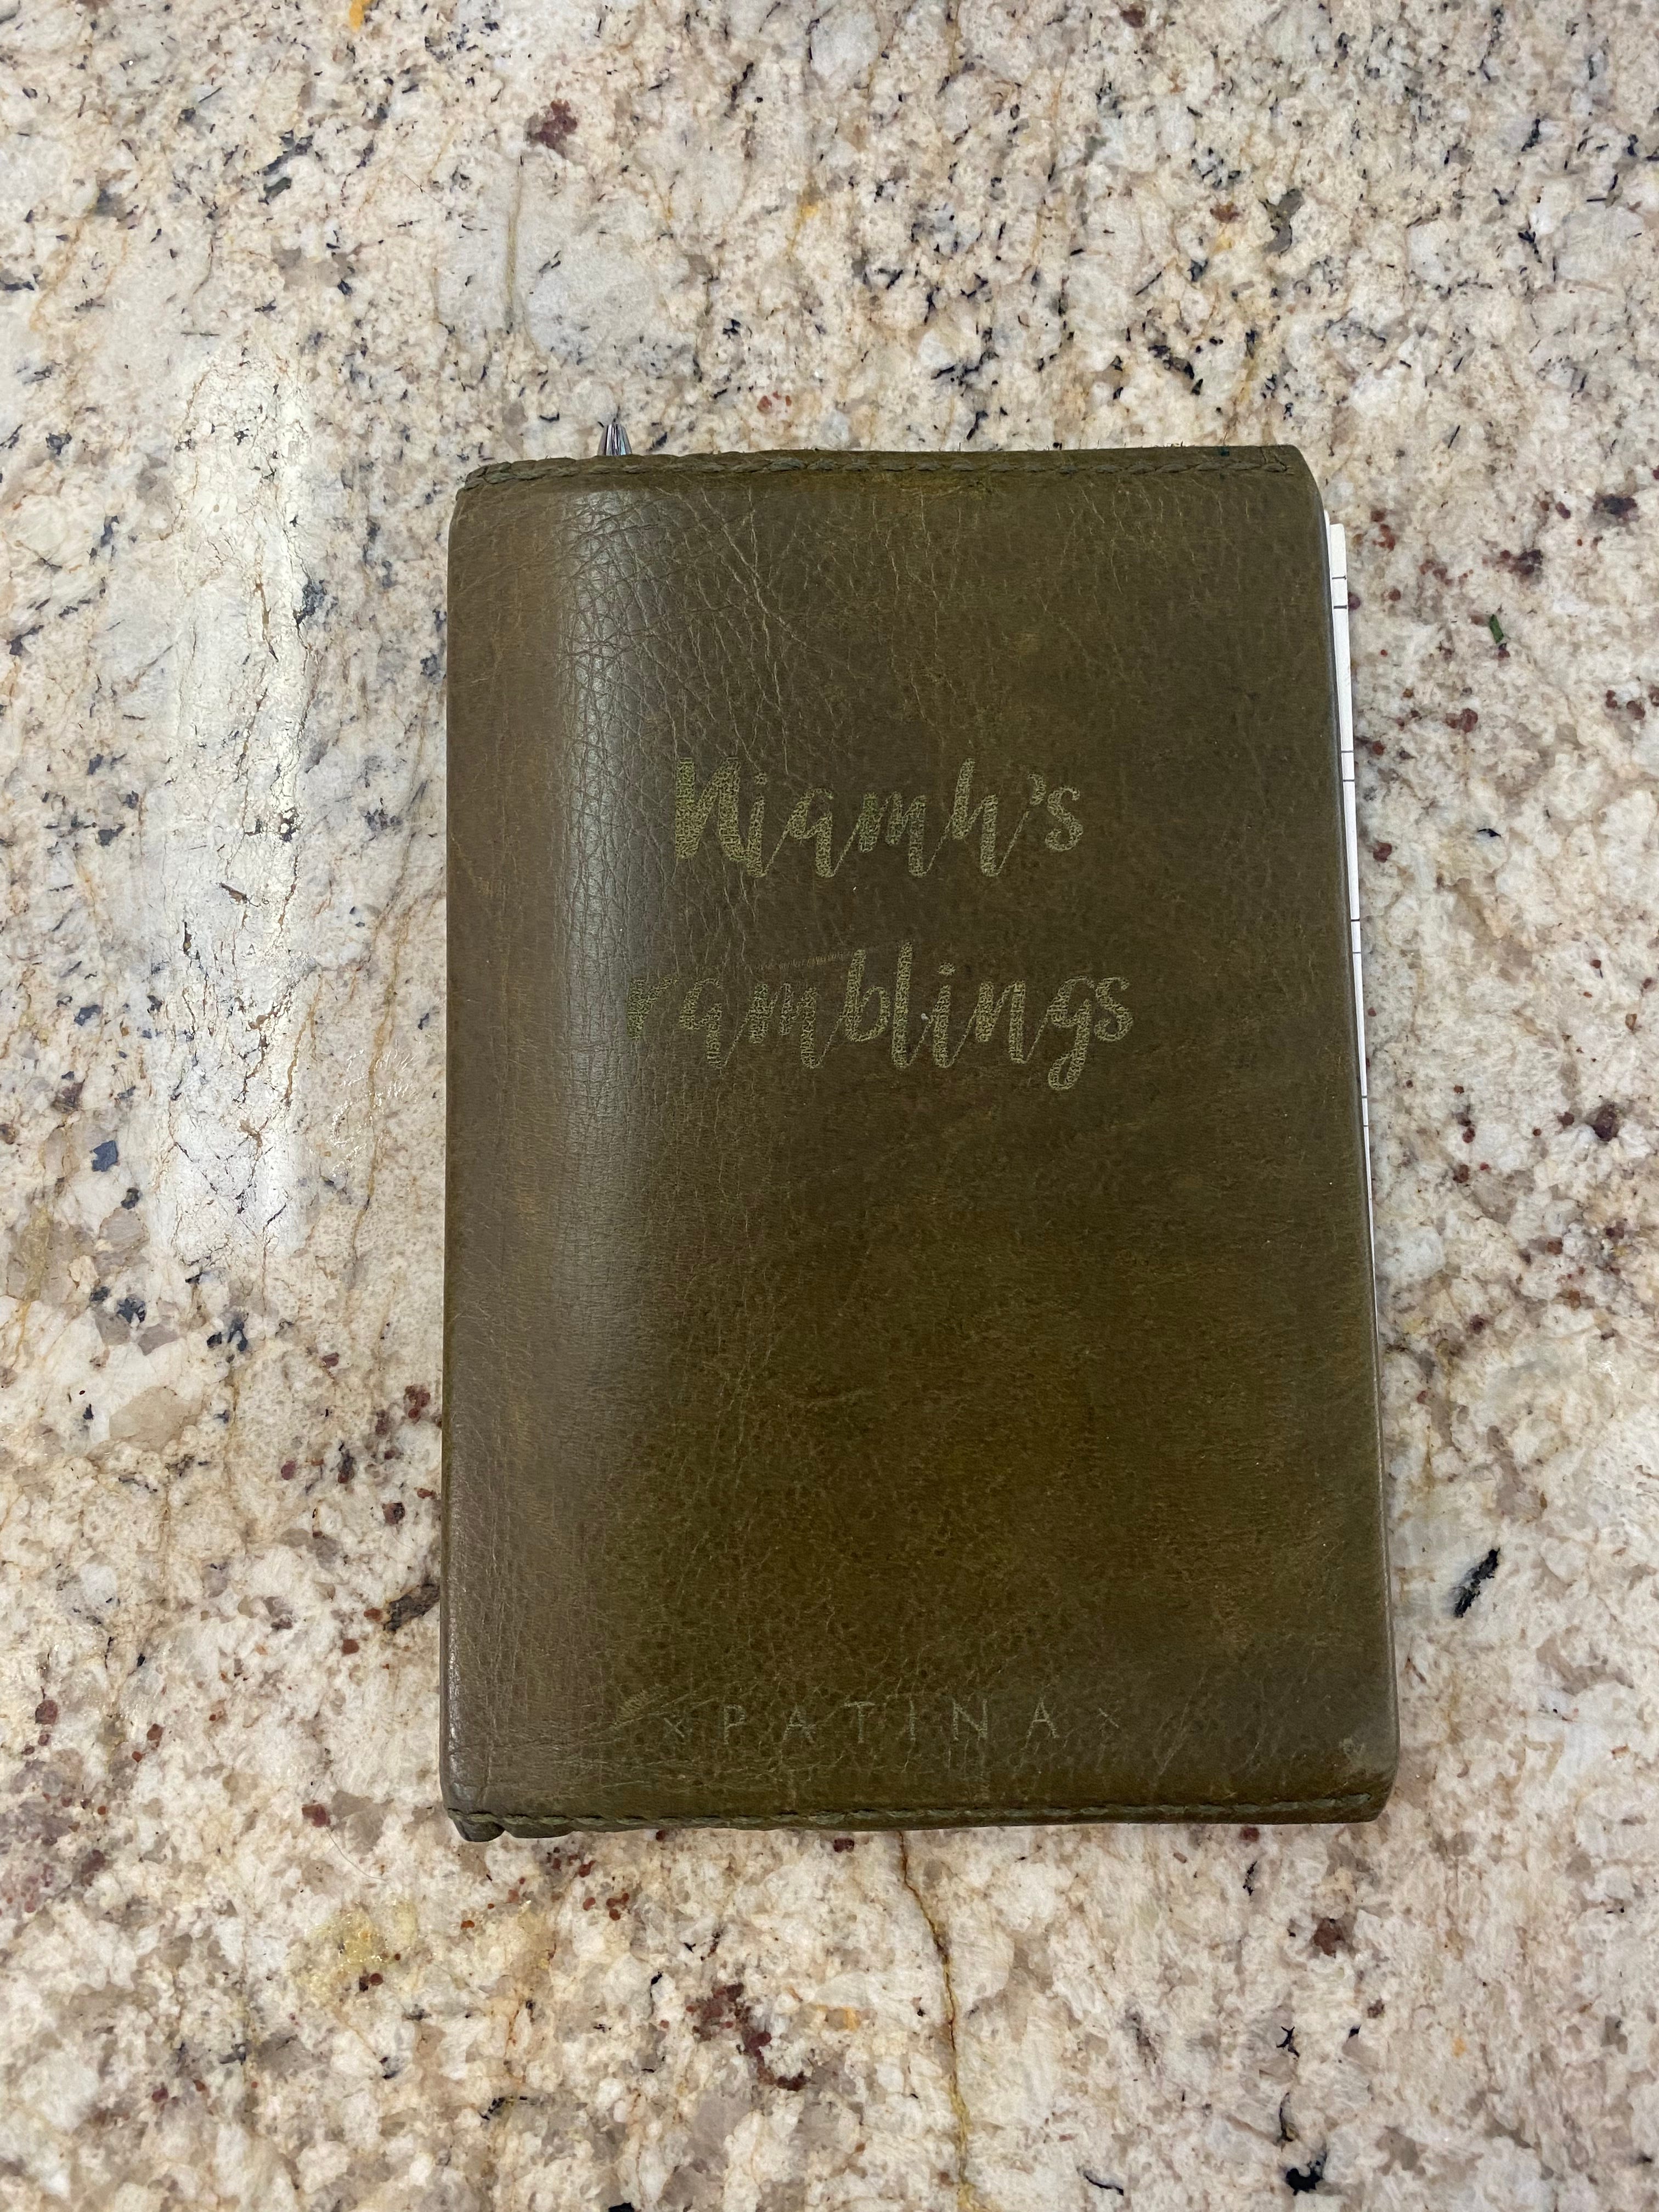 Niamh's
ramblings
x PATINA x